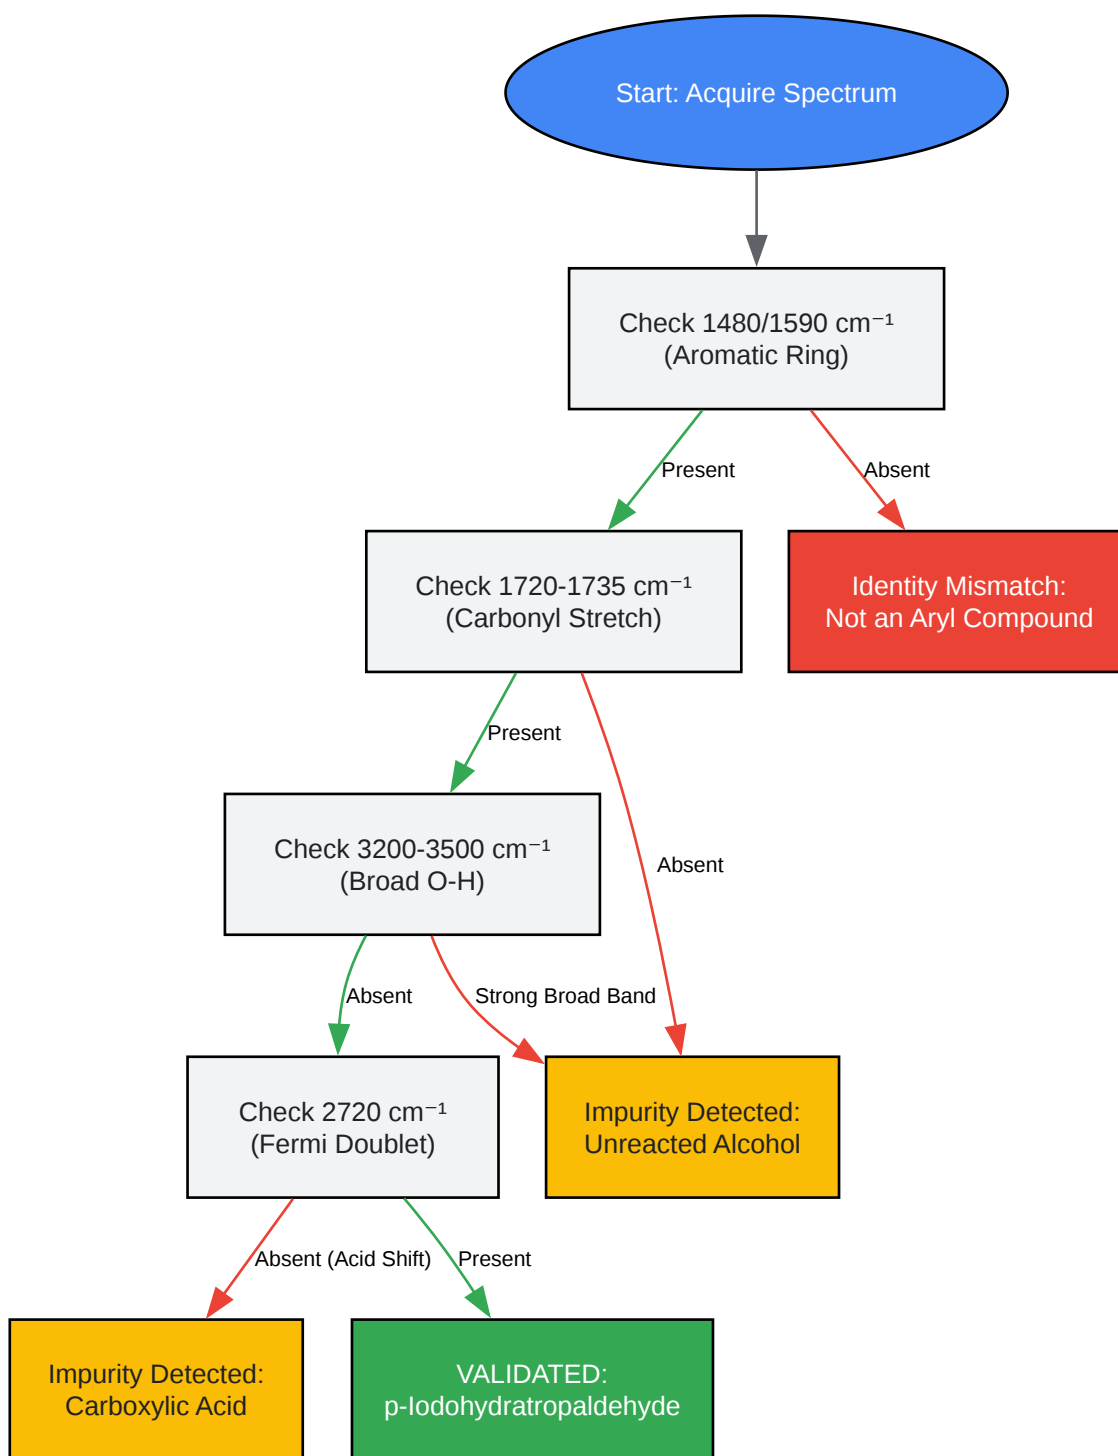 Start: Acquire Spectrum
Check 1480/1590 cm⁻¹
(Aromatic Ring)
Present
Absent
Check 1720-1735 cm⁻¹
(Carbonyl Stretch)
Identity Mismatch:
Not an Aryl Compound
Present
Absent
Check 3200-3500 cm⁻¹
(Broad O-H)
Absent
Strong Broad Band
Check 2720 cm⁻¹
(Fermi Doublet)
Impurity Detected:
Unreacted Alcohol
Absent (Acid Shift)
Present
Impurity Detected:
Carboxylic Acid
VALIDATED:
p-Iodohydratropaldehyde